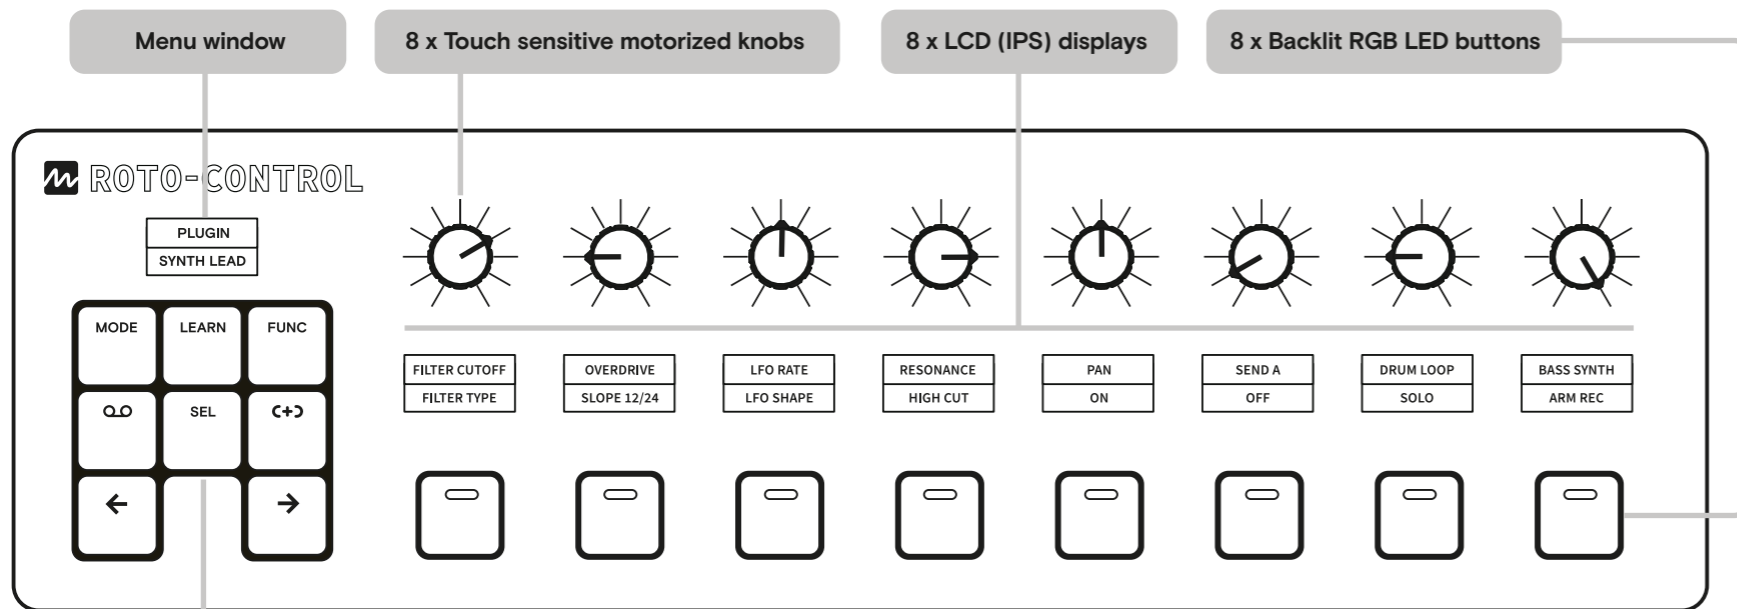 Menu window
8 x Touch sensitive motorized knobs
8 x LCD (IPS) displays
8 x Backlit RGB LED buttons
ROTO-CONTROL
PLUGIN
SYNTH LEAD
MODE
LEARN
FUNC
SEL
FILTER CUTOFF
FILTER TYPE
OVERDRIVE
SLOPE 12/24
LFO RATE
LFO SHAPE
RESONANCE
HIGH CUT
PAN
ON
SEND A
OFF
DRUM LOOP
SOLO
BASS SYNTH
ARM REC